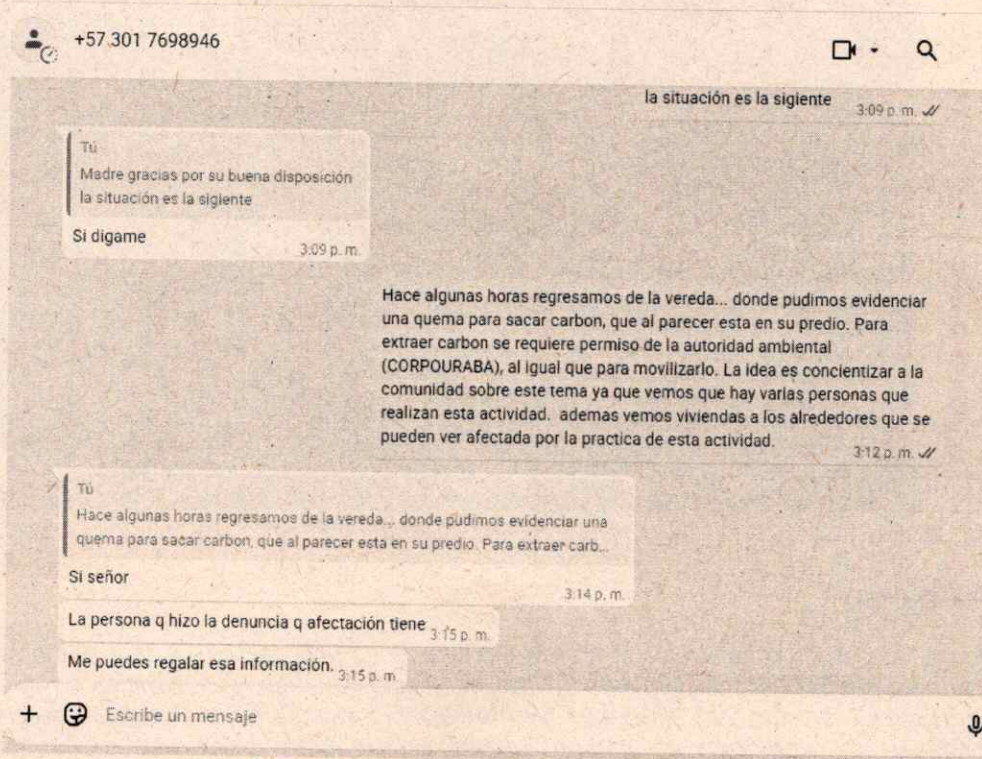 +57 301 7698946
la situación es la sigiente
3:09 p. m.
Tú
Madre gracias por su buena disposición
la situación es la sigiente
Si digame
3:09 p. m.
Hace algunas horas regresamos de la vereda... donde pudimos evidenciar
una quema para sacar carbon, que al parecer esta en su predio. Para
extraer carbon se requiere permiso de la autoridad ambiental
(CORPOURABA), al igual que para movilizarlo. La idea es concientizar a la
comunidad sobre este tema ya que vemos que hay varias personas que
realizan esta actividad. ademas vemos viviendas a los alrededores que se
pueden ver afectada por la practica de esta actividad.
3:12 p. m.
Tú
Hace algunas horas regresamos de la vereda... donde pudimos evidenciar una
quema para sacar carbon, que al parecer esta en su predio. Para extraer carb...
Si señor
3:14 p. m.
La persona q hizo la denuncia q afectación tiene
3:15 p. m.
Me puedes regalar esa información.
3:15 p. m.
Escribe un mensaje